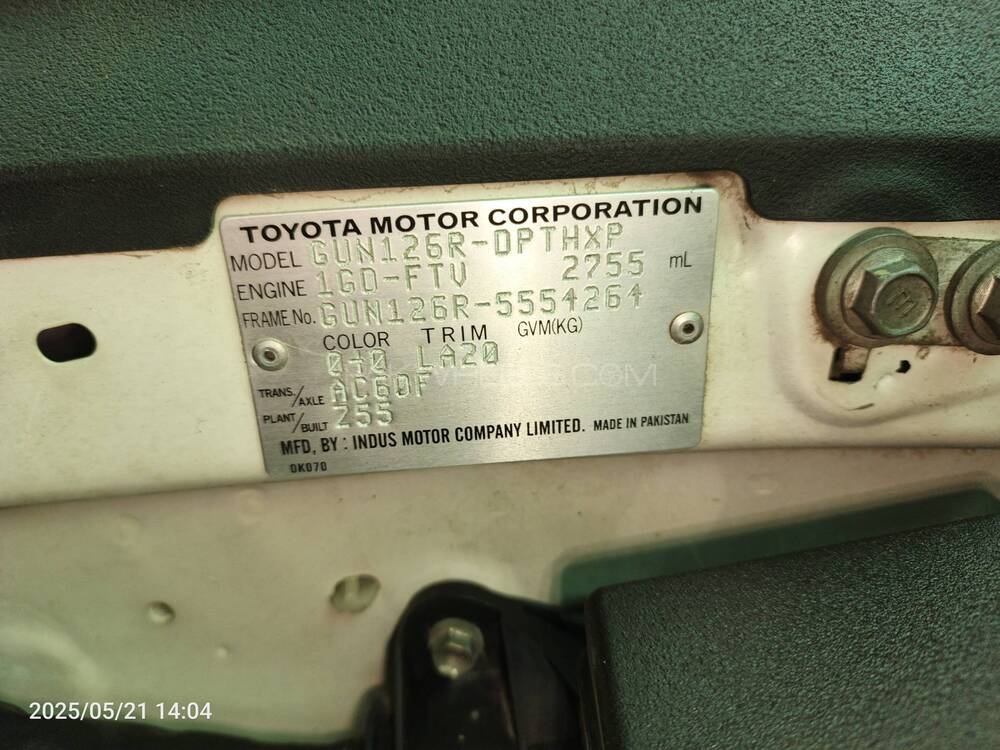 TOYOTA MOTOR CORPORATION
MODEL GUN126R-DPTHXP
ENGINE 1GD-FTV 2755 mL
FRAME No. GUN126R-5554264
COLOR TRIM GVM(KG)
040 LA20
TRANS./AXLE AC60F
PLANT/BUILT Z55
MFD, BY : INDUS MOTOR COMPANY LIMITED. MADE IN PAKISTAN
0K070
2025/05/21 14:04